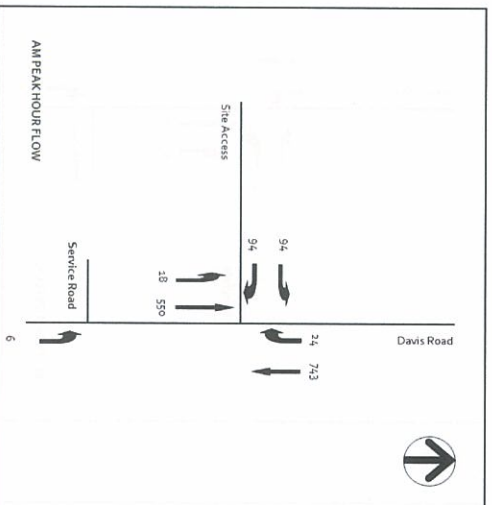 AM PEAK HOUR FLOW
Site Access
Service Road
Davis Road
94
94
18
550
24
743
6